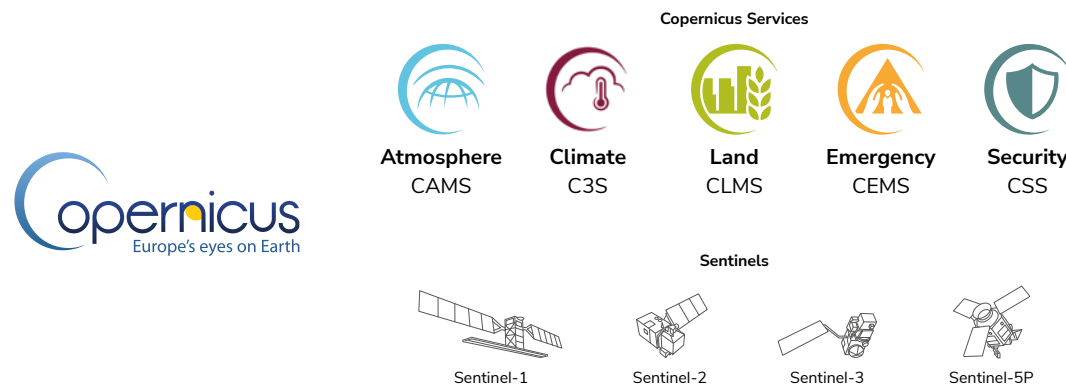 Copernicus Services
Atmosphere
CAMS
Climate
C3S
Land
CLMS
Emergency
CEMS
Security
CSS
Copernicus
Europe's eyes on Earth
Sentinels
Sentinel-1
Sentinel-2
Sentinel-3
Sentinel-5P